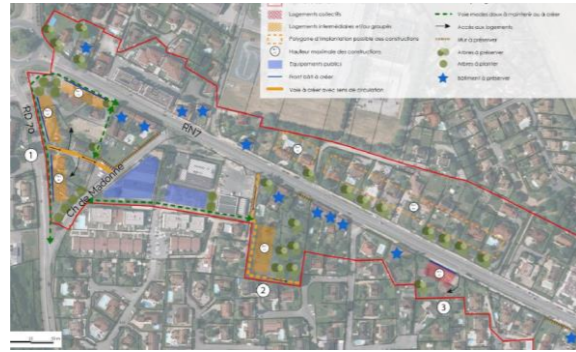 Logements collectifs
Logements intermédiaires et/ou groupés
Polygone d'implantation possible des constructions
Hauteur maximale des constructions
Equipements publics
Front bâti à créer
Voie à créer avec sens de circulation
Voie modes doux à maintenir ou à créer
Accès aux logements
Mur à préserver
Arbres à préserver
Arbres à planter
Bâtiment à préserver
RD 70
RN7
1
Ch de Madonne
2
3